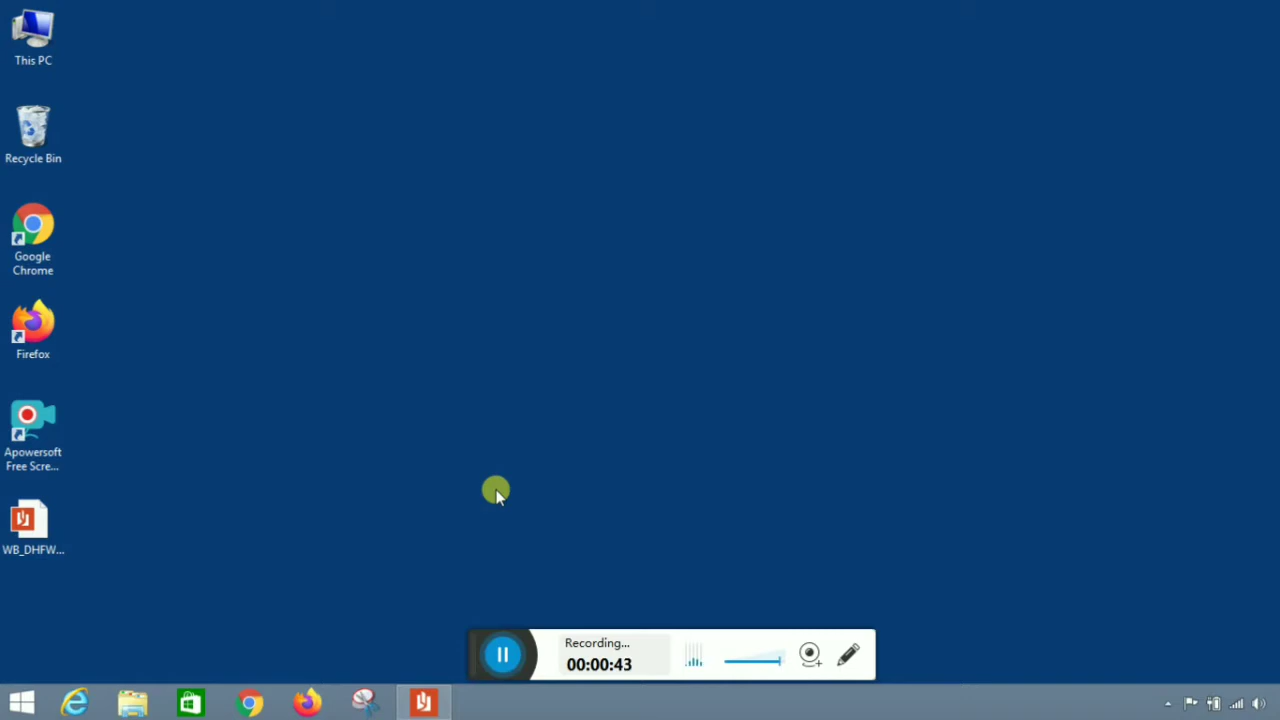 This PC
Recycle Bin
Google
Chrome
Firefox
Apowersoft
Free Scre...
WB_DHFW...
Recording...
00:00:43